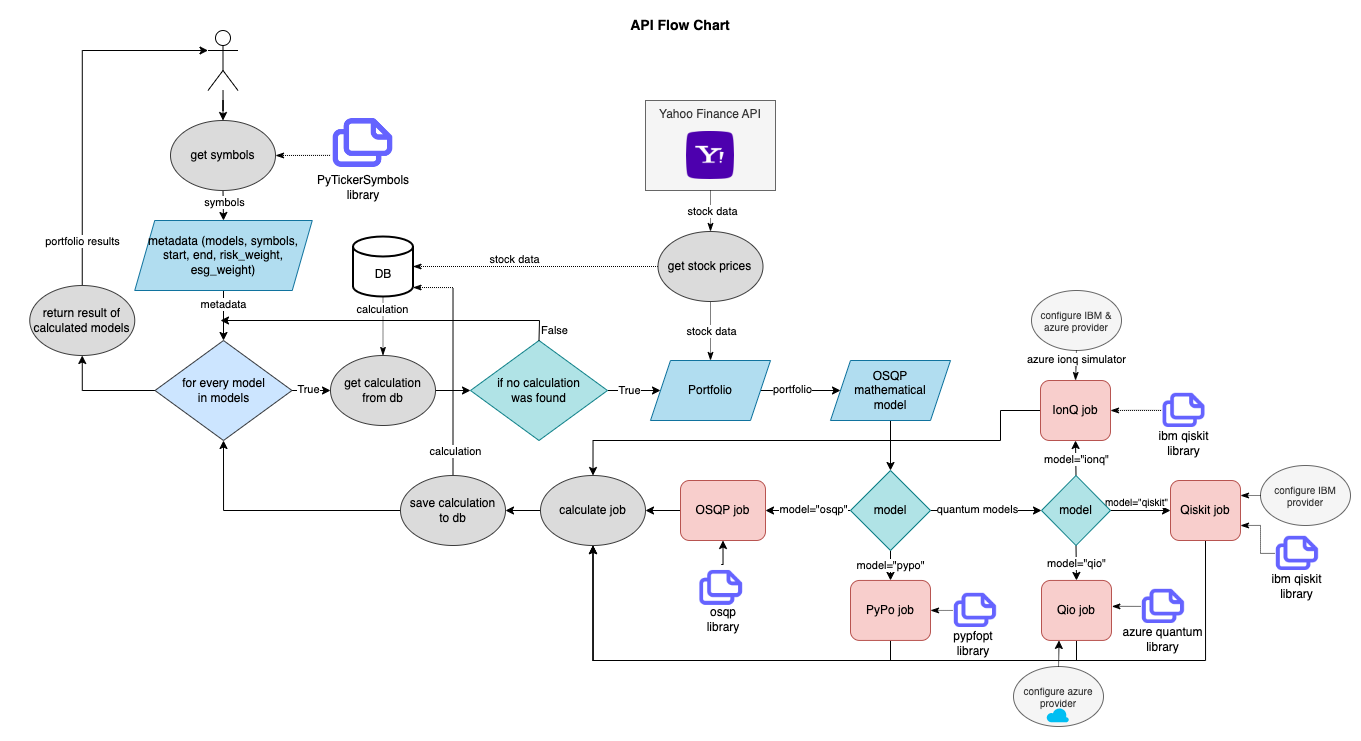 API Flow Chart
Yahoo Finance API
Y!
get symbols
PyTickerSymbols
library
symbols
stock data
portfolio results
metadata (models, symbols,
start, end, risk_weight,
esg_weight)
DB
stock data
get stock prices
metadata
calculation
return result of
calculated models
False
stock data
configure IBM &
azure provider
azure ionq simulator
for every model
in models
True
get calculation
from db
if no calculation
was found
True
Portfolio
portfolio
OSQP
mathematical
model
IonQ job
ibm qiskit
library
calculation
model="ionq"
save calculation
to db
calculate job
OSQP job
model="osqp"
model
quantum models
model
model="qiskit"
Qiskit job
configure IBM
provider
model="pypo"
model="qio"
ibm qiskit
library
osqp
library
PyPo job
pypfopt
library
Qio job
azure quantum
library
configure azure
provider